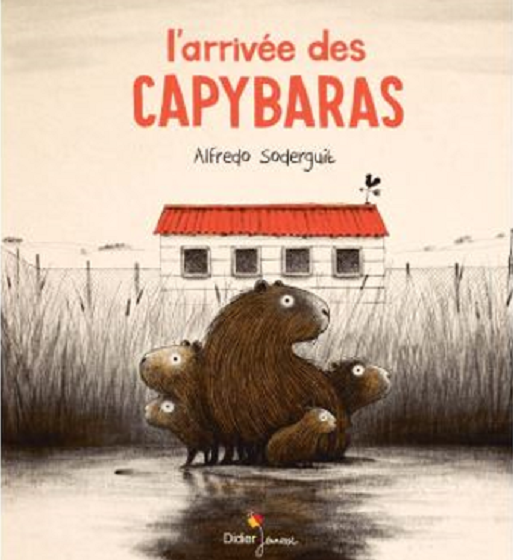 l'arrivée des
CAPYBARAS
Alfredo Soderguit
Didier Jeunesse